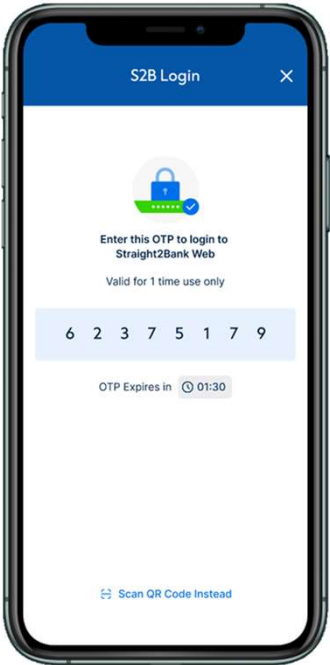 S2B Login
Enter this OTP to login to
Straight2Bank Web
Valid for 1 time use only
6 2 3 7 5 1 7 9
OTP Expires in 01:30
Scan QR Code Instead